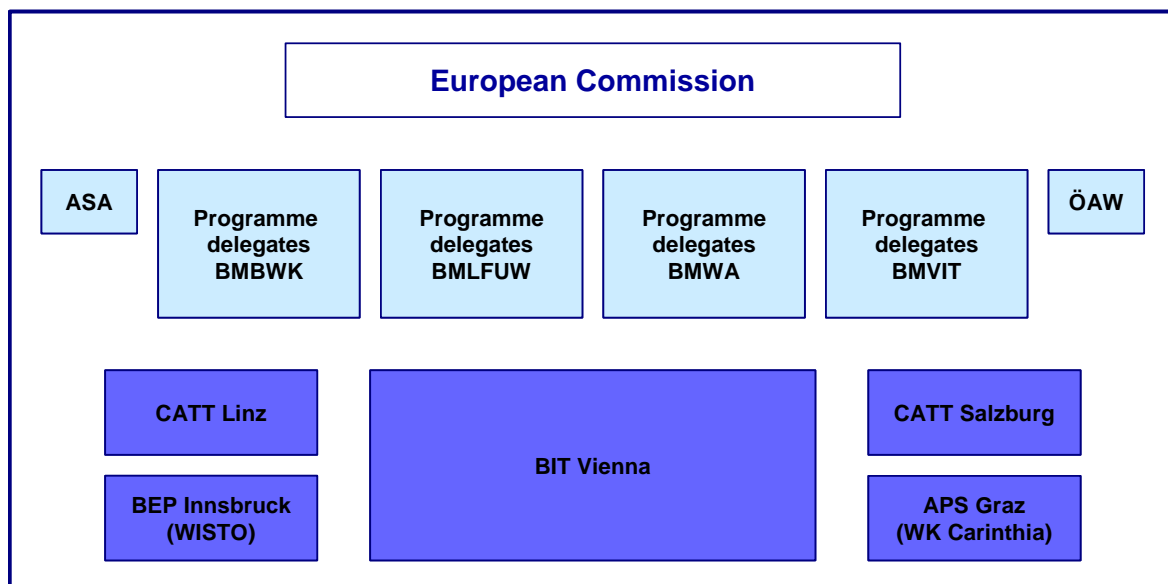 European Commission
ASA
Programme
delegates
BMBWK
Programme
delegates
BMLFUW
Programme
delegates
BMWA
Programme
delegates
BMVIT
ÖAW
CATT Linz
BIT Vienna
CATT Salzburg
BEP Innsbruck
(WISTO)
APS Graz
(WK Carinthia)